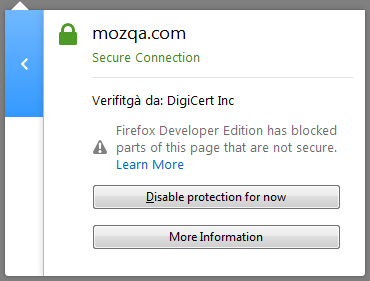 mozqa.com
Secure Connection
Verifitgà da: DigiCert Inc
Firefox Developer Edition has blocked
parts of this page that are not secure.
Learn More
Disable protection for now
More Information